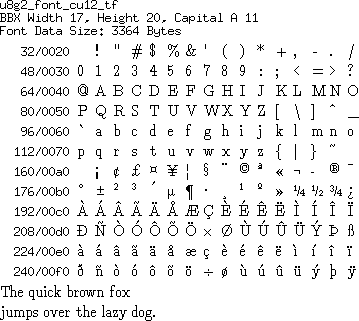 u8g2_font_cu12_tf
BBX Width 17, Height 20, Capital A 11
Font Data Size: 3364 Bytes
32/0020 ! " # $ % & ' ( ) * + , - . /
48/0030 0 1 2 3 4 5 6 7 8 9 : ; < = > ?
64/0040 @ A B C D E F G H I J K L M N O
80/0050 P Q R S T U V W X Y Z [ \ ] ^ _
96/0060 ` a b c d e f g h i j k l m n o
112/0070 p q r s t u v w x y z { | } ~
160/00a0 ¡ ¢ £ ¤ ¥ ¦ § ¨ © ª « ¬ - ® ¯
176/00b0 ° ± ² ³ ´ µ ¶ · ¸ ¹ º » ¼ ½ ¾ ¿
192/00c0 À Á Â Ã Ä Å Æ Ç È É Ê Ë Ì Í Î Ï
208/00d0 Ð Ñ Ò Ó Ô Õ Ö × Ø Ù Ú Û Ü Ý Þ ß
224/00e0 à á â ã ä å æ ç è é ê ë ì í î ï
240/00f0 ð ñ ò ó ô õ ö ÷ ø ù ú û ü ý þ ÿ
The quick brown fox
jumps over the lazy dog.